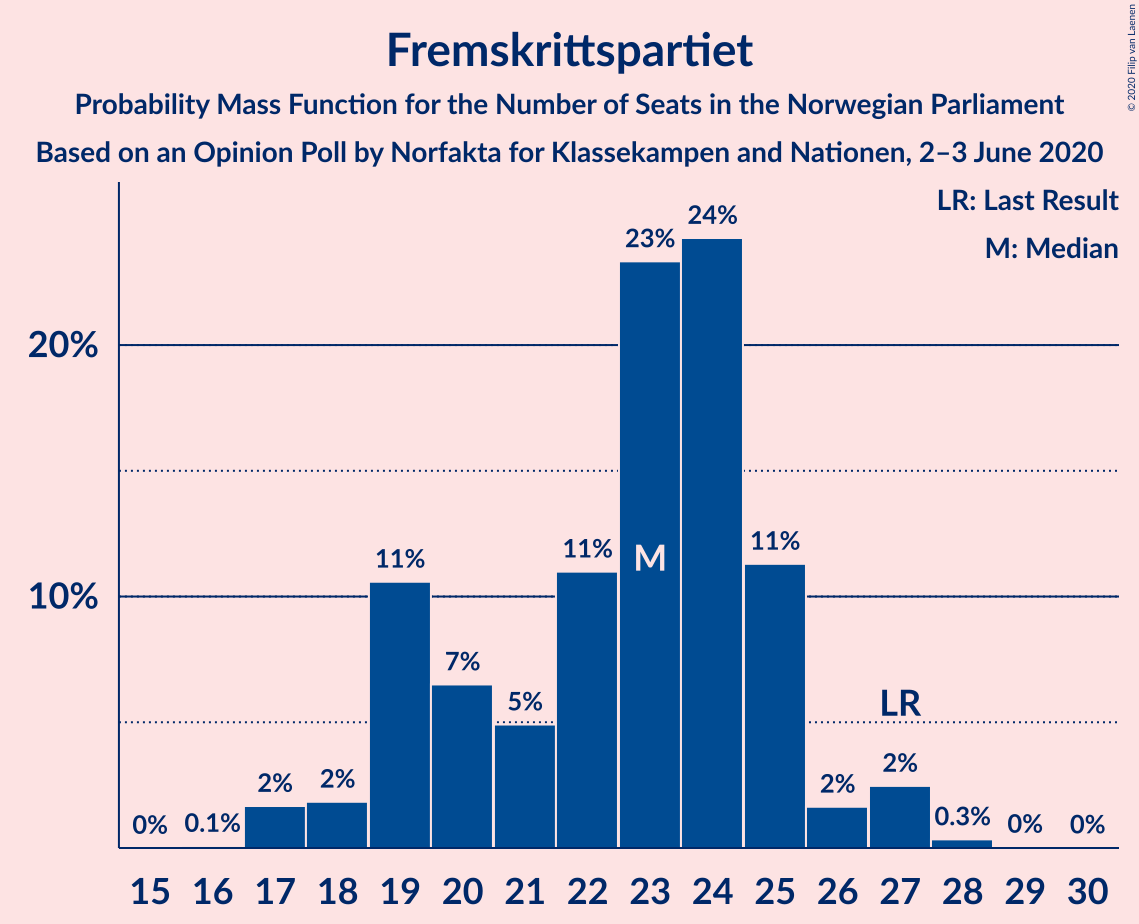 Fremskrittspartiet
Probability Mass Function for the Number of Seats in the Norwegian Parliament
Based on an Opinion Poll by Norfakta for Klassekampen and Nationen, 2–3 June 2020
© 2020 Filip van Laenen
LR: Last Result
M: Median
20%
10%
0% 0.1% 2% 2% 11% 7% 5% 11% 23% 24% 11% 2% 2% 0.3% 0% 0%
M
LR
15 16 17 18 19 20 21 22 23 24 25 26 27 28 29 30